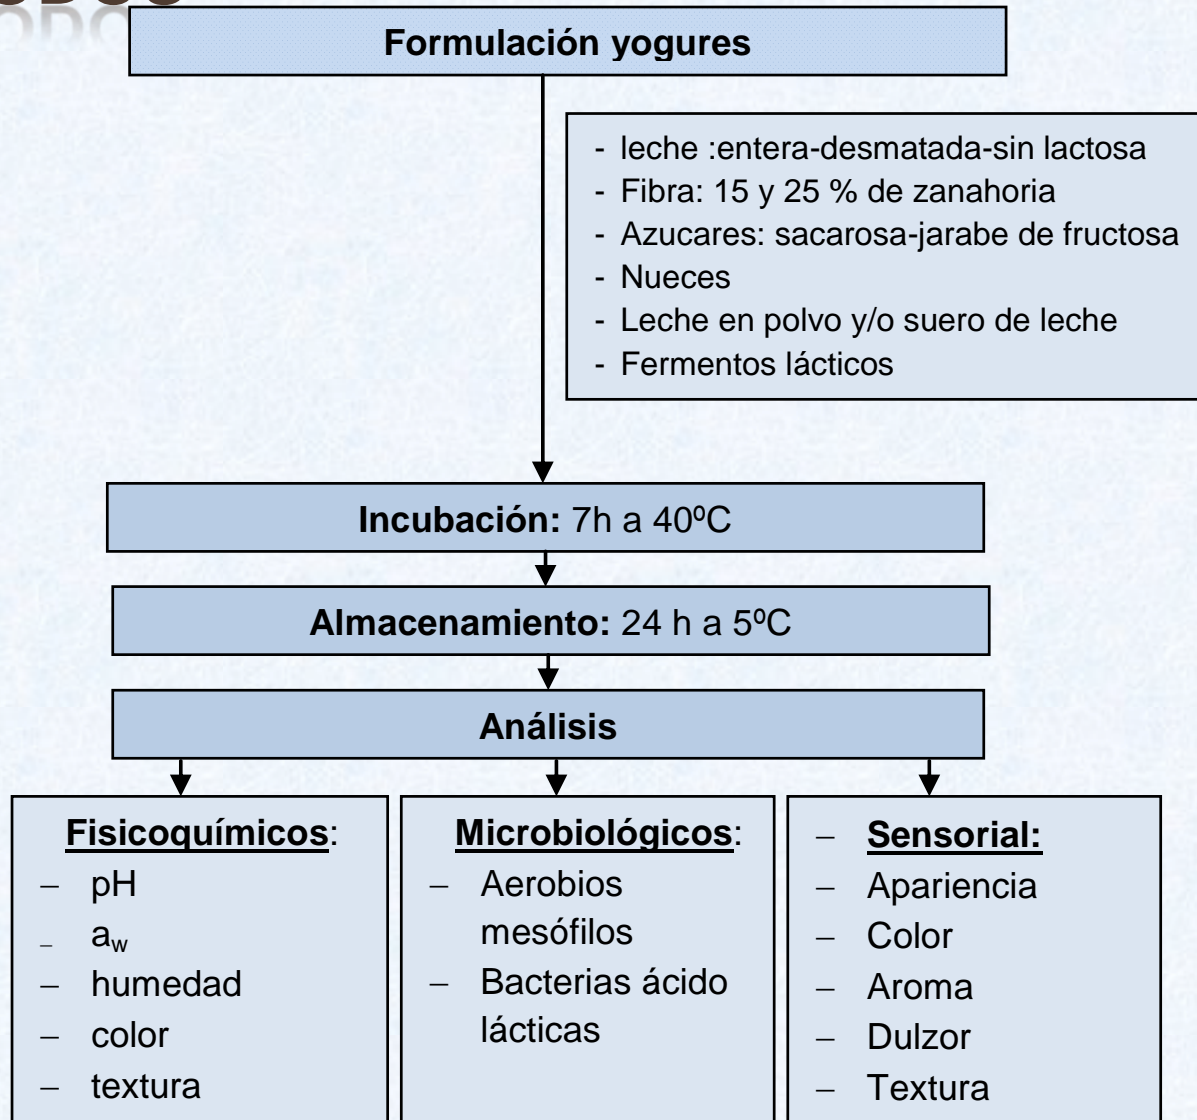 Formulación yogures
- leche :entera-desmatada-sin lactosa
- Fibra: 15 y 25 % de zanahoria
- Azucares: sacarosa-jarabe de fructosa
- Nueces
- Leche en polvo y/o suero de leche
- Fermentos lácticos
Incubación: 7h a 40ºC
Almacenamiento: 24 h a 5ºC
Análisis
Fisicoquímicos:
– pH
– aw
– humedad
– color
– textura
Microbiológicos:
– Aerobios
mesófilos
– Bacterias ácido
lácticas
– Sensorial:
– Apariencia
– Color
– Aroma
– Dulzor
– Textura